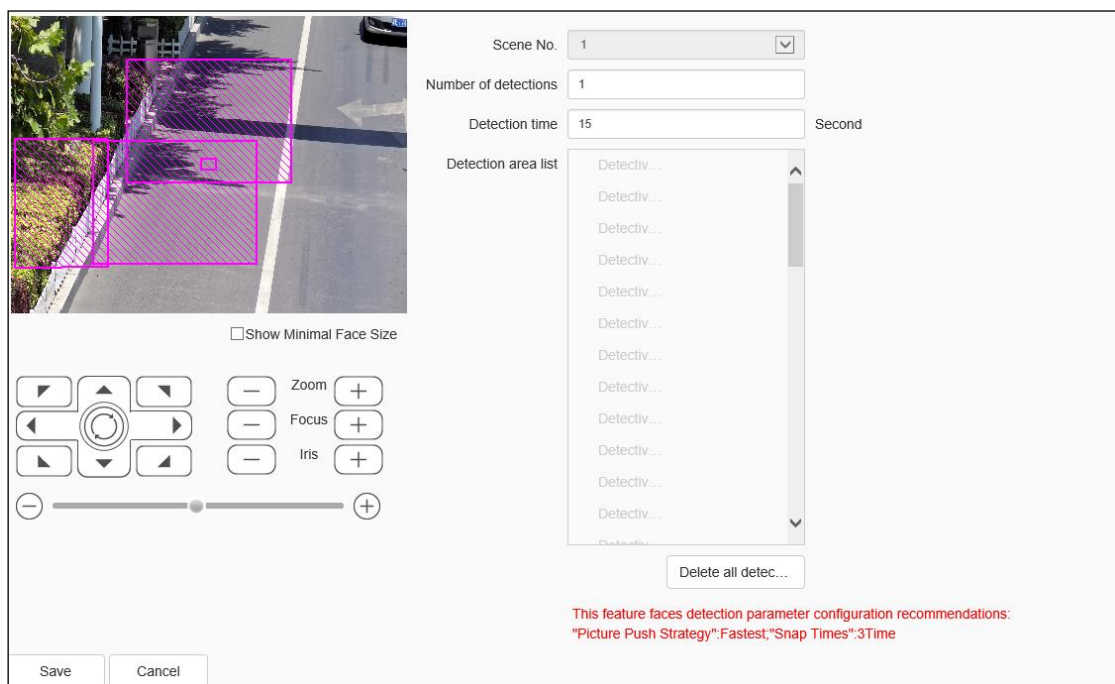 Scene No. 1
Number of detections 1
Detection time 15 Second
Detection area list
Detectiv...
Detectiv...
Detectiv...
Detectiv...
Detectiv...
Detectiv...
Detectiv...
Detectiv...
Detectiv...
Detectiv...
Detectiv...
Detectiv...
Detectiv...
Show Minimal Face Size
Zoom
Focus
Iris
Delete all detec...
This feature faces detection parameter configuration recommendations:
"Picture Push Strategy":Fastest;"Snap Times":3Time
Save Cancel